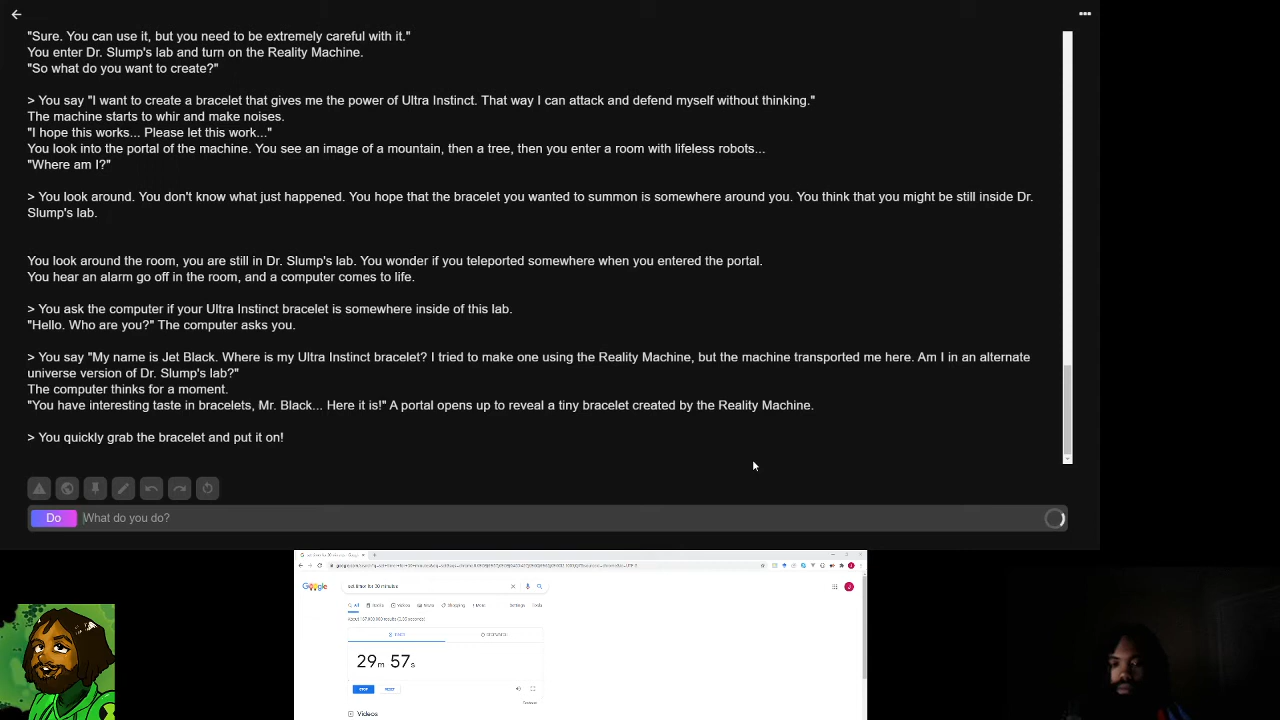 "Sure. You can use it, but you need to be extremely careful with it."
You enter Dr. Slump's lab and turn on the Reality Machine.
"So what do you want to create?"
> You say "I want to create a bracelet that gives me the power of Ultra Instinct. That way I can attack and defend myself without thinking."
The machine starts to whir and make noises.
"I hope this works... Please let this work..."
You look into the portal of the machine. You see an image of a mountain, then a tree, then you enter a room with lifeless robots...
"Where am I?"
> You look around. You don't know what just happened. You hope that the bracelet you wanted to summon is somewhere around you. You think that you might be still inside Dr.
Slump's lab.
You look around the room, you are still in Dr. Slump's lab. You wonder if you teleported somewhere when you entered the portal.
You hear an alarm go off in the room, and a computer comes to life.
> You ask the computer if your Ultra Instinct bracelet is somewhere inside of this lab.
"Hello. Who are you?" The computer asks you.
> You say "My name is Jet Black. Where is my Ultra Instinct bracelet? I tried to make one using the Reality Machine, but the machine transported me here. Am I in an alternate
universe version of Dr. Slump's lab?"
The computer thinks for a moment.
"You have interesting taste in bracelets, Mr. Black... Here it is!" A portal opens up to reveal a tiny bracelet created by the Reality Machine.
> You quickly grab the bracelet and put it on!
Do What do you do?
Google
All Videos Shopping Settings Tools
29m 57s
STOP RESET
Videos